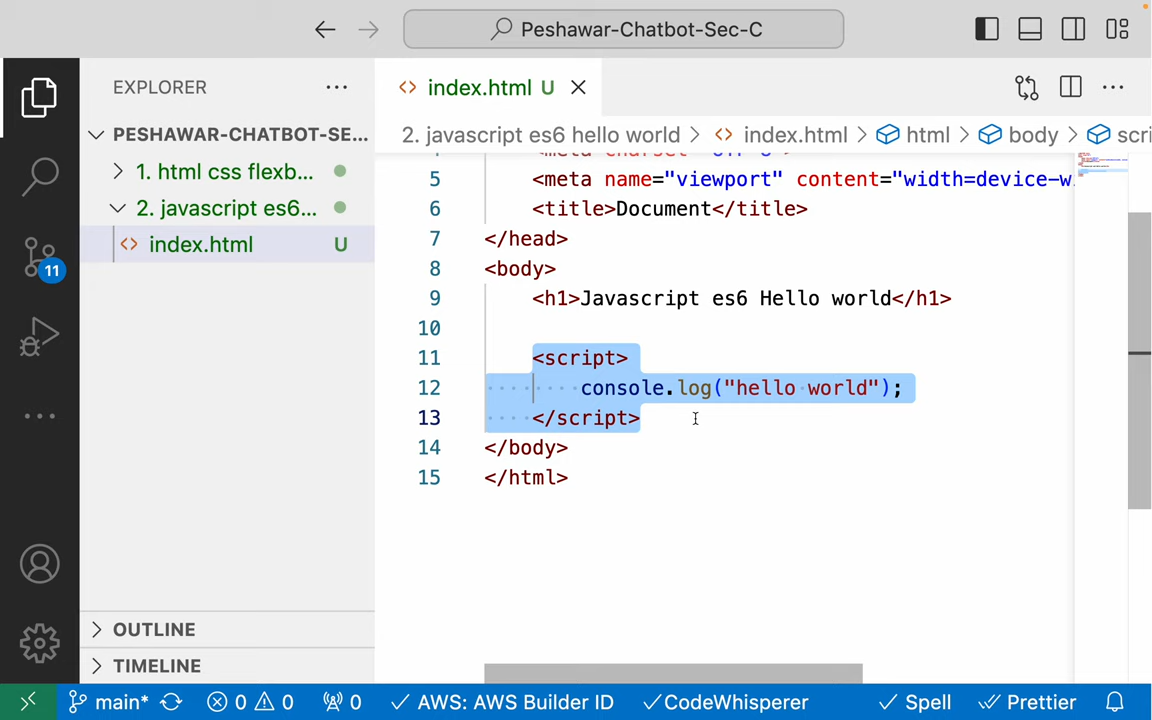 Peshawar-Chatbot-Sec-C
EXPLORER
index.html U
PESHAWAR-CHATBOT-SE...
2. javascript es6 hello world > index.html > html > body > scri
1. html css flexb...
2. javascript es6...
index.html U
5 <meta name="viewport" content="width=device-w
6 <title>Document</title>
7 </head>
8 <body>
9 <h1>Javascript es6 Hello world</h1>
10
11 <script>
12 console.log("hello world");
13 </script>
14 </body>
15 </html>
11
OUTLINE
TIMELINE
main* 0 0 0 AWS: AWS Builder ID CodeWhisperer Spell Prettier